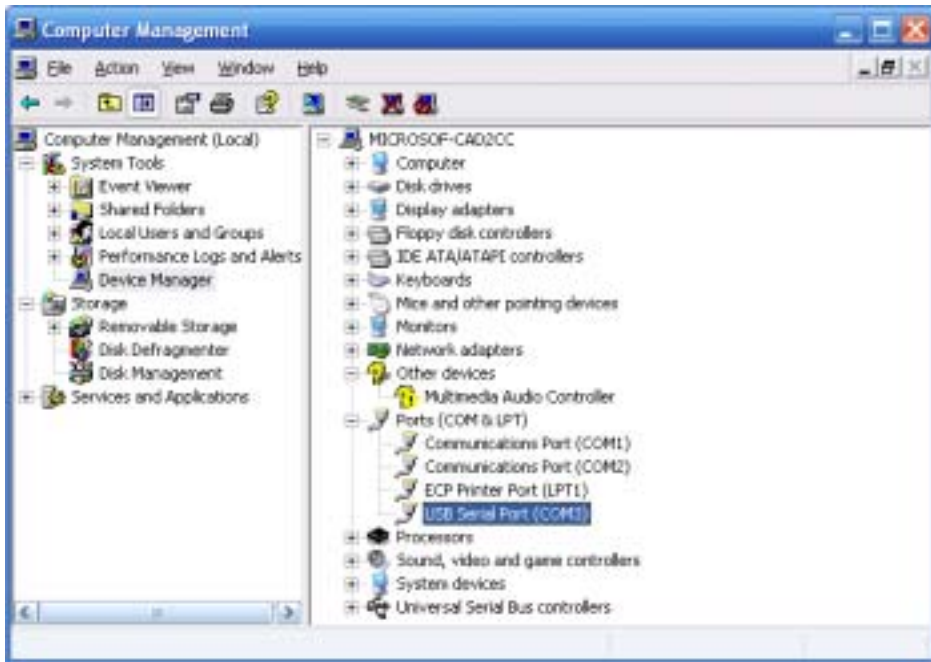 Computer Management
File Action View Window Help
Computer Management (Local)
System Tools
Event Viewer
Shared Folders
Local Users and Groups
Performance Logs and Alerts
Device Manager
Storage
Removable Storage
Disk Defragmenter
Disk Management
Services and Applications
MICROSOF-CAD2CC
Computer
Disk drives
Display adapters
Floppy disk controllers
IDE ATA/ATAPI controllers
Keyboards
Mice and other pointing devices
Monitors
Network adapters
Other devices
Multimedia Audio Controller
Ports (COM & LPT)
Communications Port (COM1)
Communications Port (COM2)
ECP Printer Port (LPT1)
USB Serial Port (COM3)
Processors
Sound, video and game controllers
System devices
Universal Serial Bus controllers